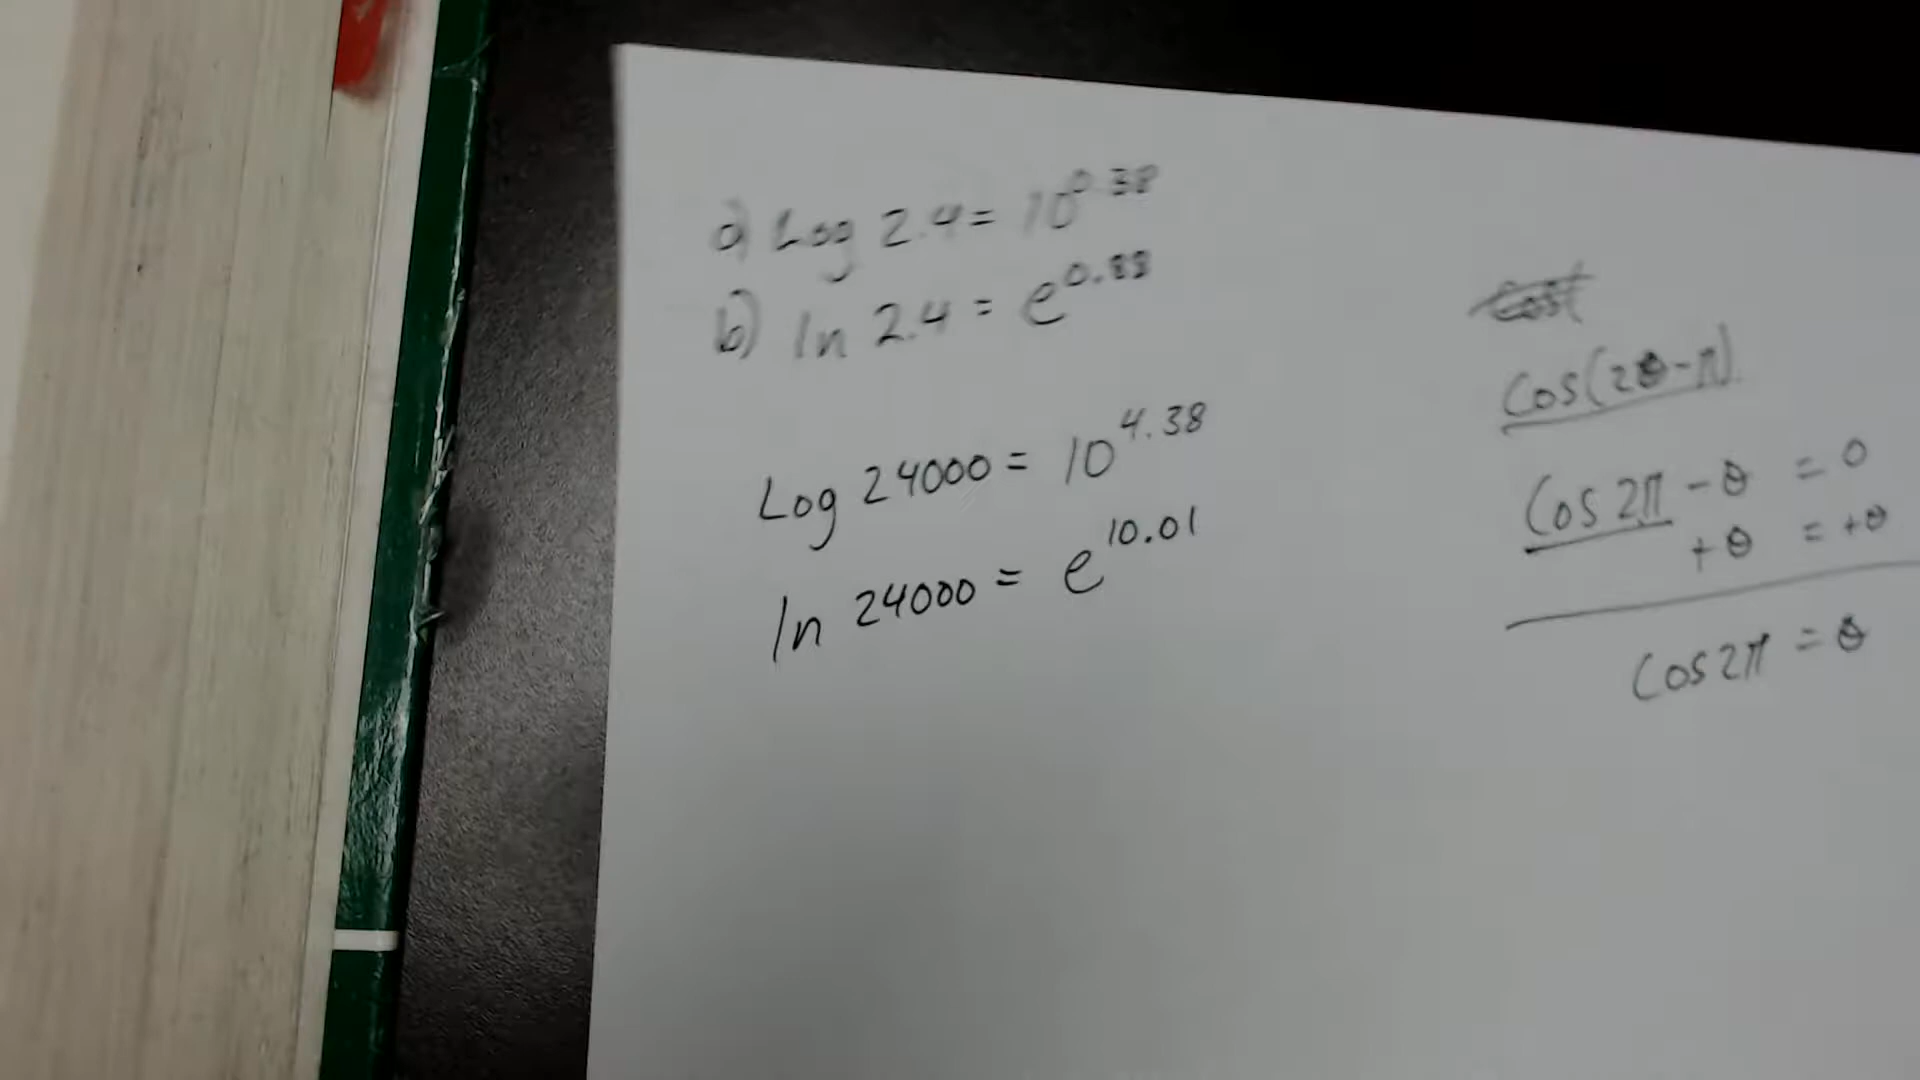 a) Log 2.4 = 10^0.38
b) ln 2.4 = e^0.88
Log 24000 = 10^4.38
ln 24000 = e^10.01
Cos(2θ-π)
Cos 2π - θ = 0
+ θ = +θ
Cos 2π = θ